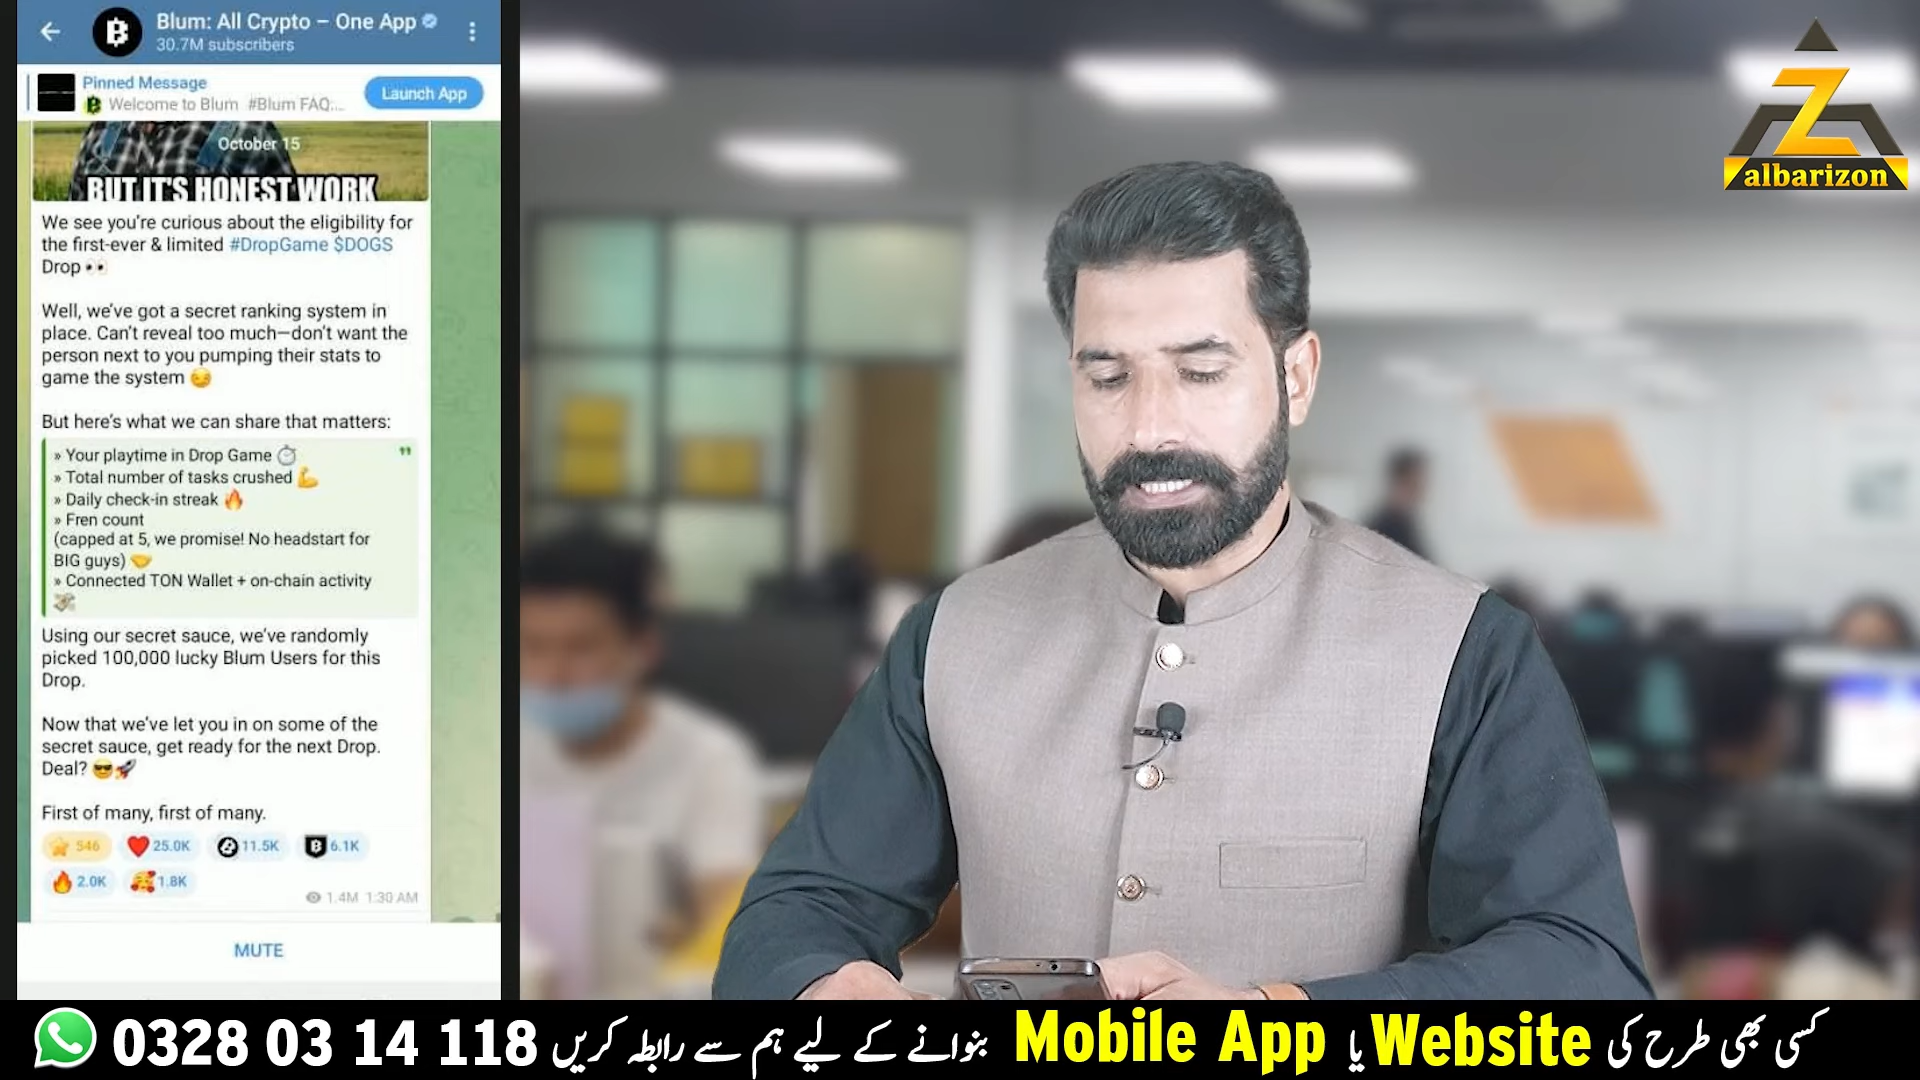 Blum: All Crypto – One App
30.7M subscribers
Pinned Message
Welcome to Blum #Blum FAQ:...
Launch App
October 15
BUT IT'S HONEST WORK
We see you're curious about the eligibility for
the first-ever & limited #DropGame $DOGS
Drop 👀
Well, we've got a secret ranking system in
place. Can't reveal too much—don't want the
person next to you pumping their stats to
game the system 😏
But here's what we can share that matters:
» Your playtime in Drop Game ⏱
» Total number of tasks crushed 💪
» Daily check-in streak 🔥
» Fren count
(capped at 5, we promise! No headstart for
BIG guys) 🤝
» Connected TON Wallet + on-chain activity
💸
Using our secret sauce, we've randomly
picked 100,000 lucky Blum Users for this
Drop.
Now that we've let you in on some of the
secret sauce, get ready for the next Drop.
Deal? 😎🚀
First of many, first of many.
546 25.0K 11.5K 6.1K
2.0K 1.8K
1.4M 1:30 AM
MUTE
Z
albarizon
کسی بھی طرح کی Website یا Mobile App بنوانے کے لیے ہم سے رابطہ کریں 0328 03 14 118